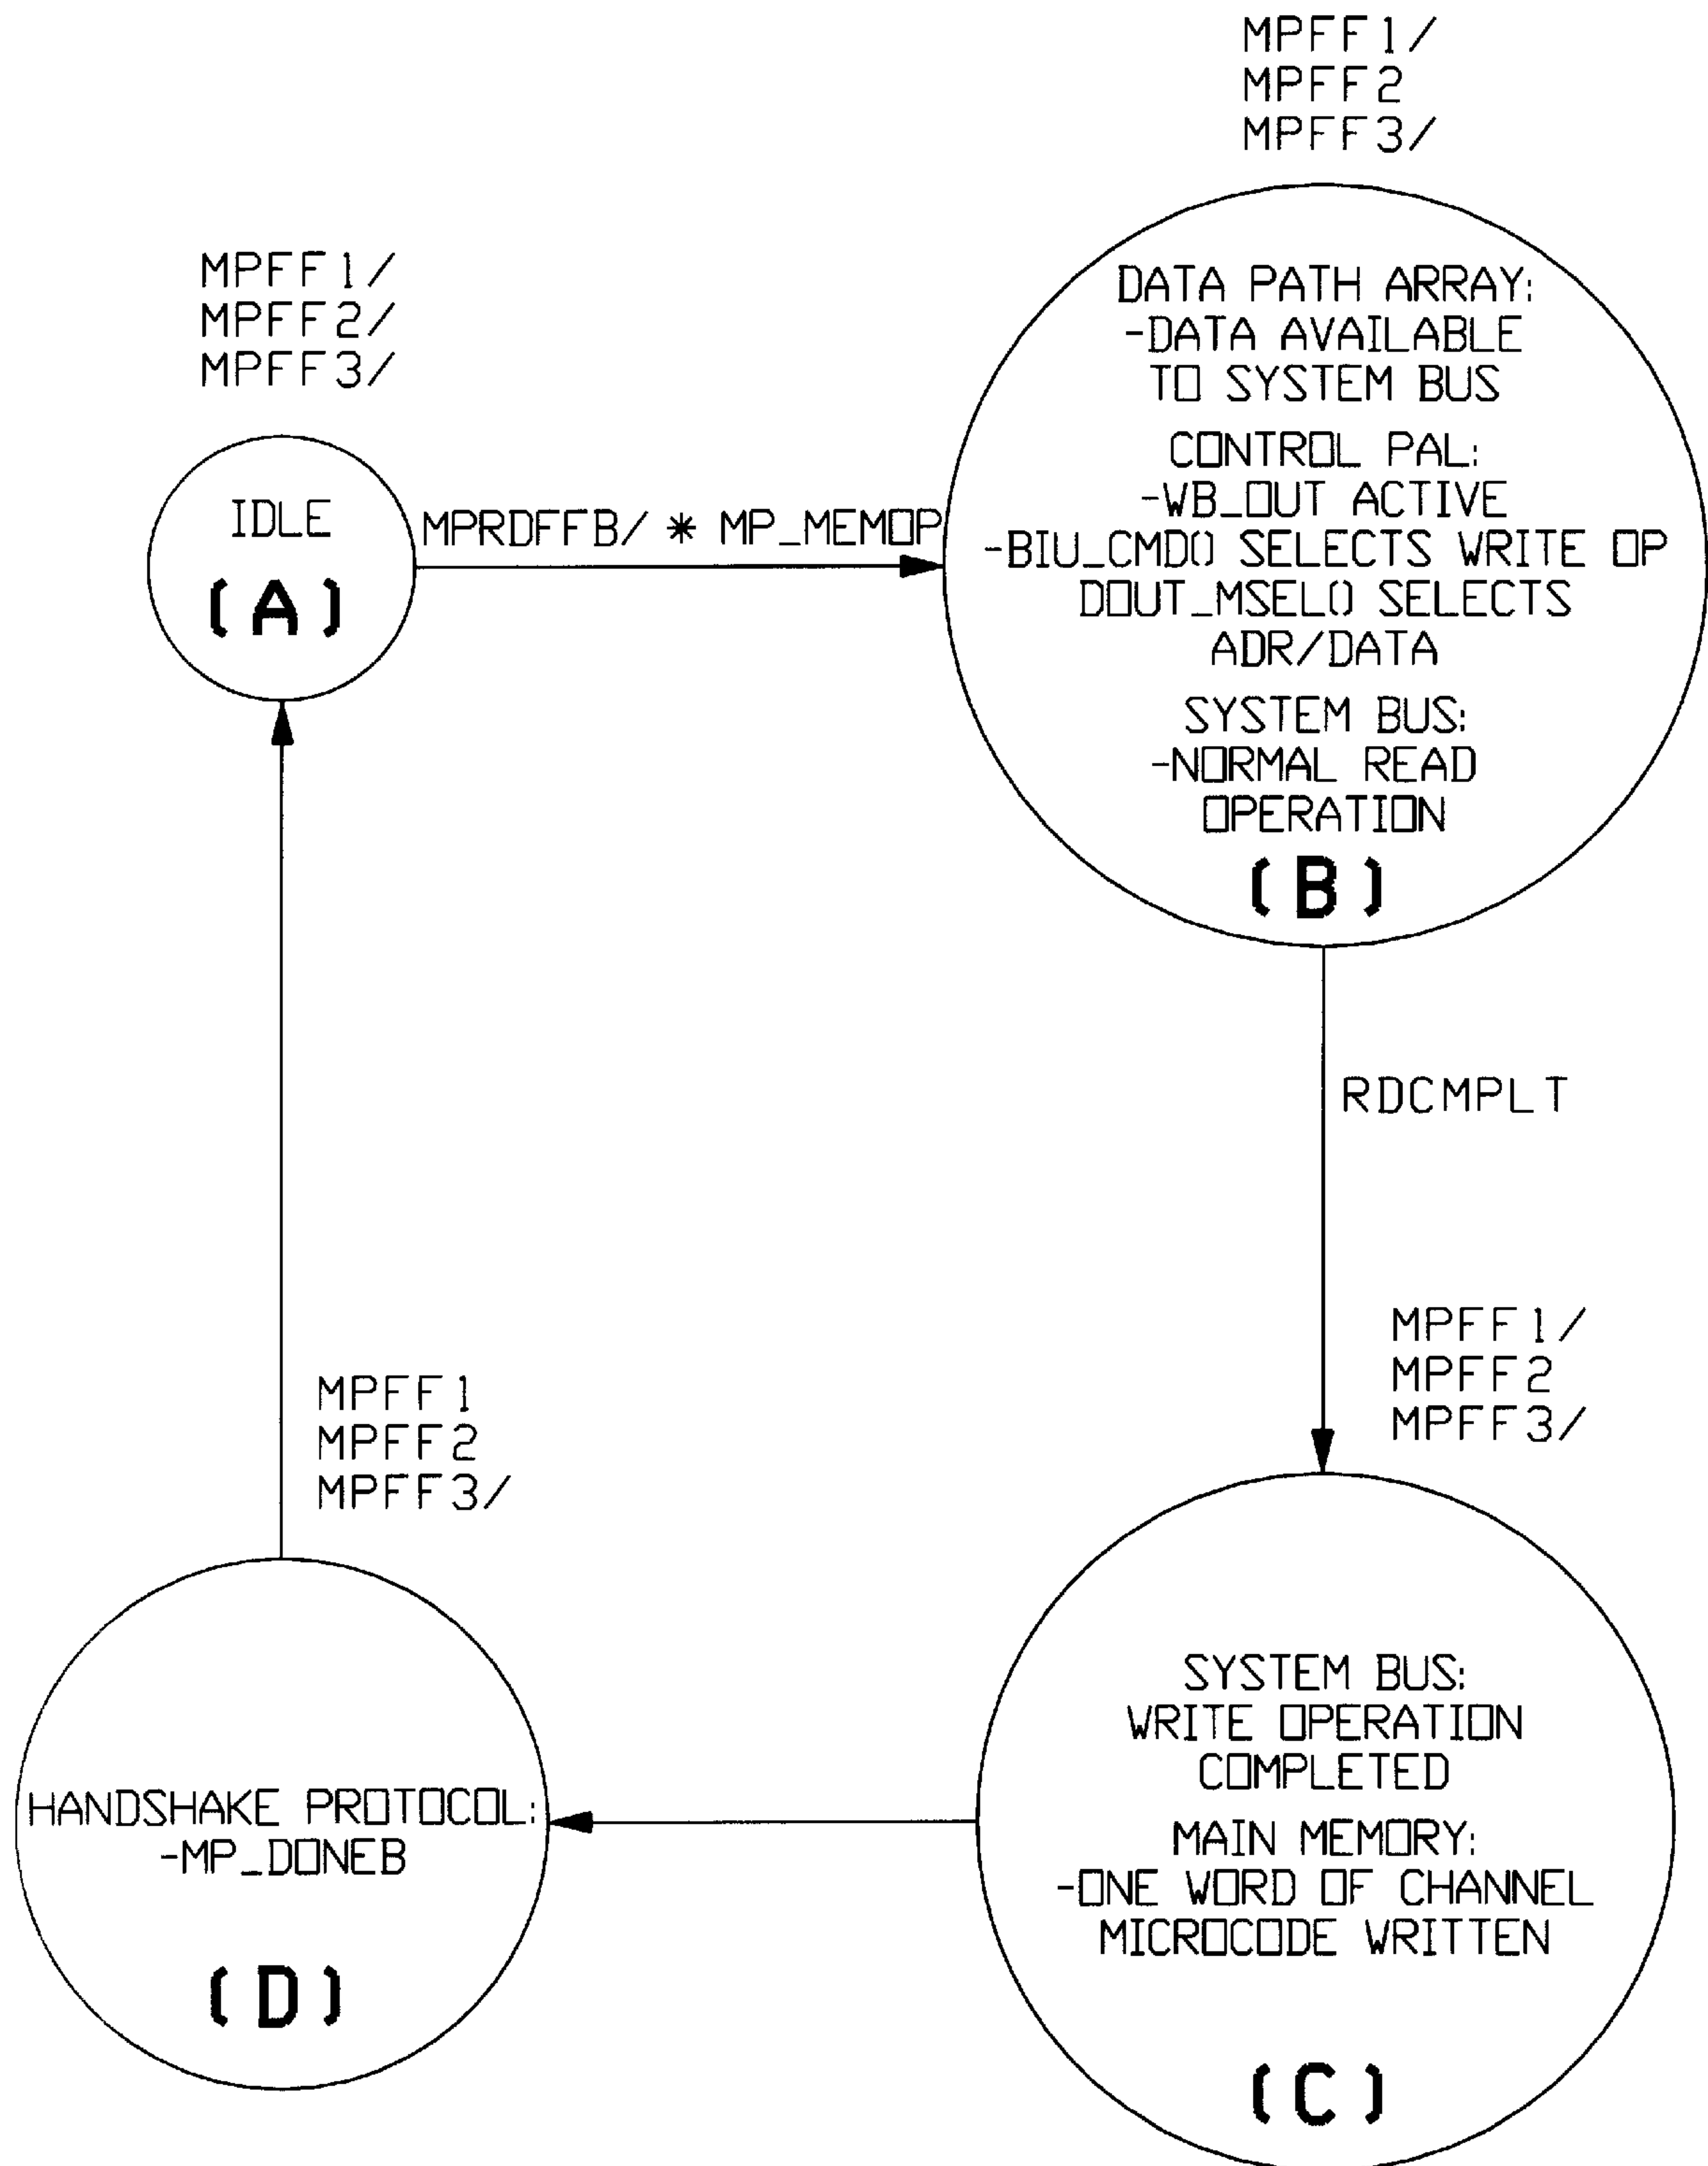 MPFF1/
MPFF2
MPFF3/
MPFF1/
MPFF2/
MPFF3/
IDLE
(A)
MPRDFFB/ * MP_MEMOP
DATA PATH ARRAY:
-DATA AVAILABLE
TO SYSTEM BUS
CONTROL PAL:
-WB_OUT ACTIVE
-BIU_CMD() SELECTS WRITE OP
DOUT_MSEL() SELECTS
ADR/DATA
SYSTEM BUS:
-NORMAL READ
OPERATION
(B)
RDCMPLT
MPFF1/
MPFF2
MPFF3/
SYSTEM BUS:
WRITE OPERATION
COMPLETED
MAIN MEMORY:
-ONE WORD OF CHANNEL
MICROCODE WRITTEN
(C)
MPFF1
MPFF2
MPFF3/
HANDSHAKE PROTOCOL:
-MP_DONEB
(D)